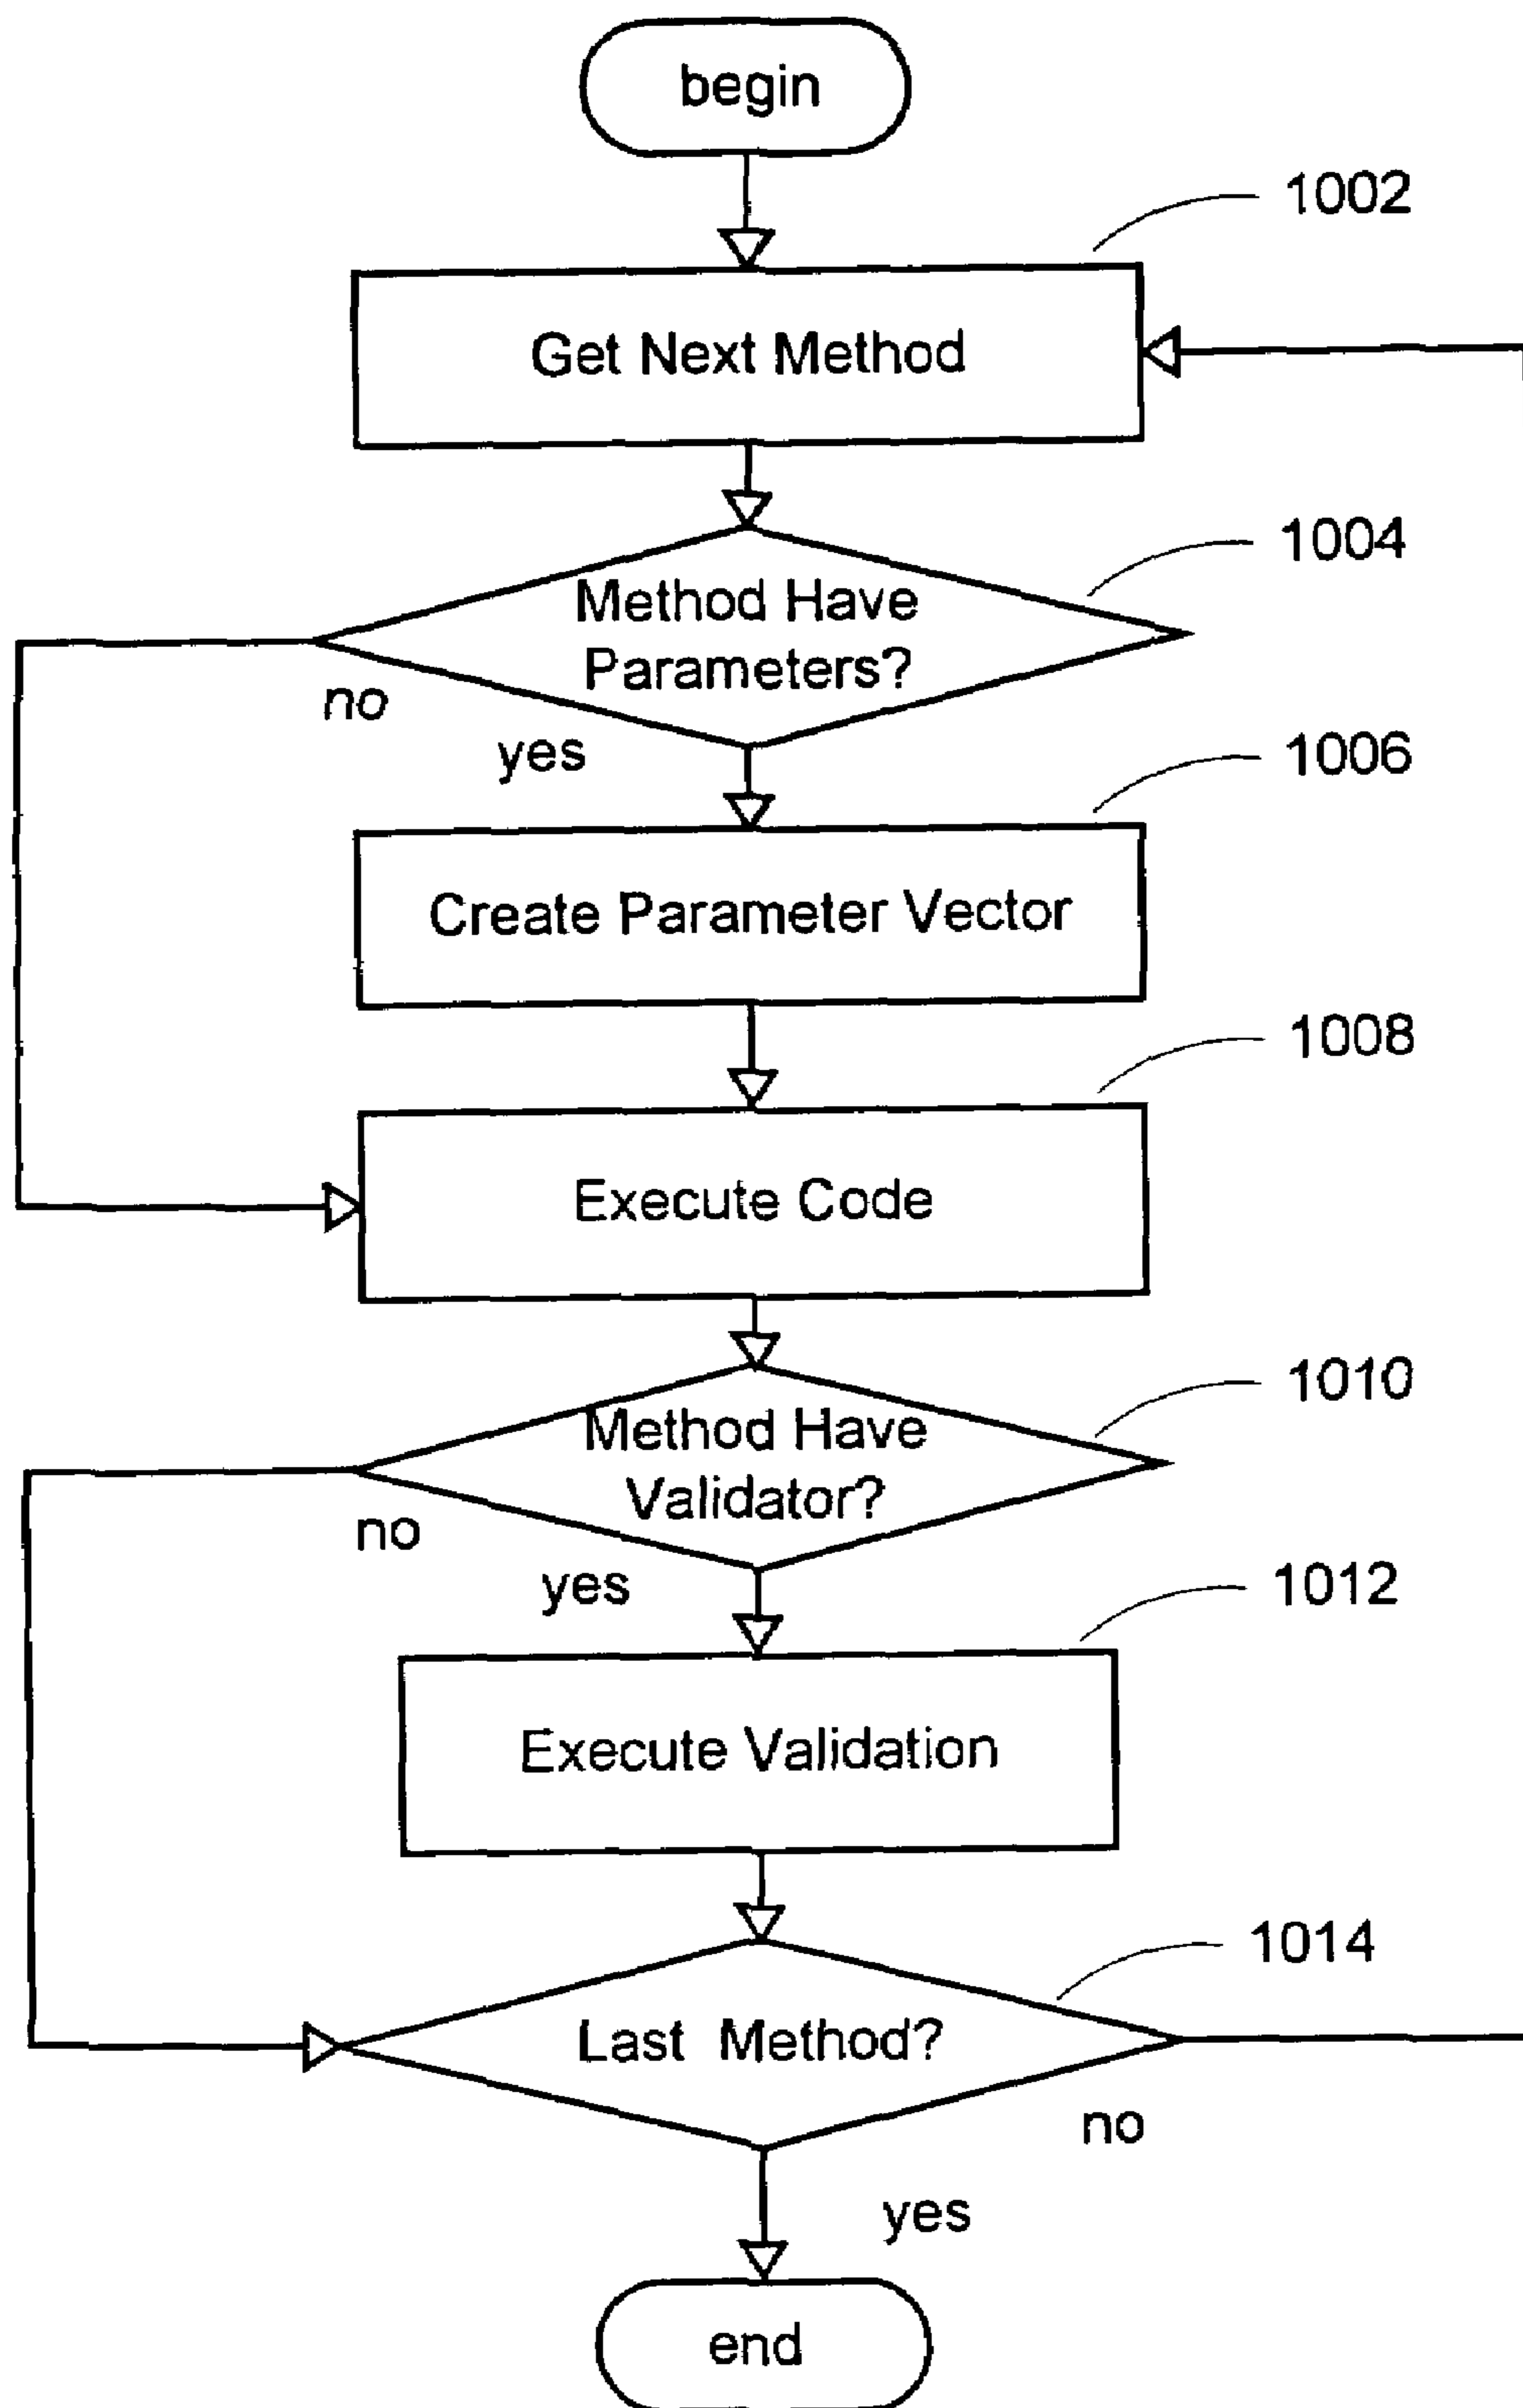 begin
1002
Get Next Method
1004
Method Have
Parameters?
no
yes
1006
Create Parameter Vector
1008
Execute Code
1010
Method Have
Validator?
no
yes
1012
Execute Validation
1014
Last Method?
no
yes
end